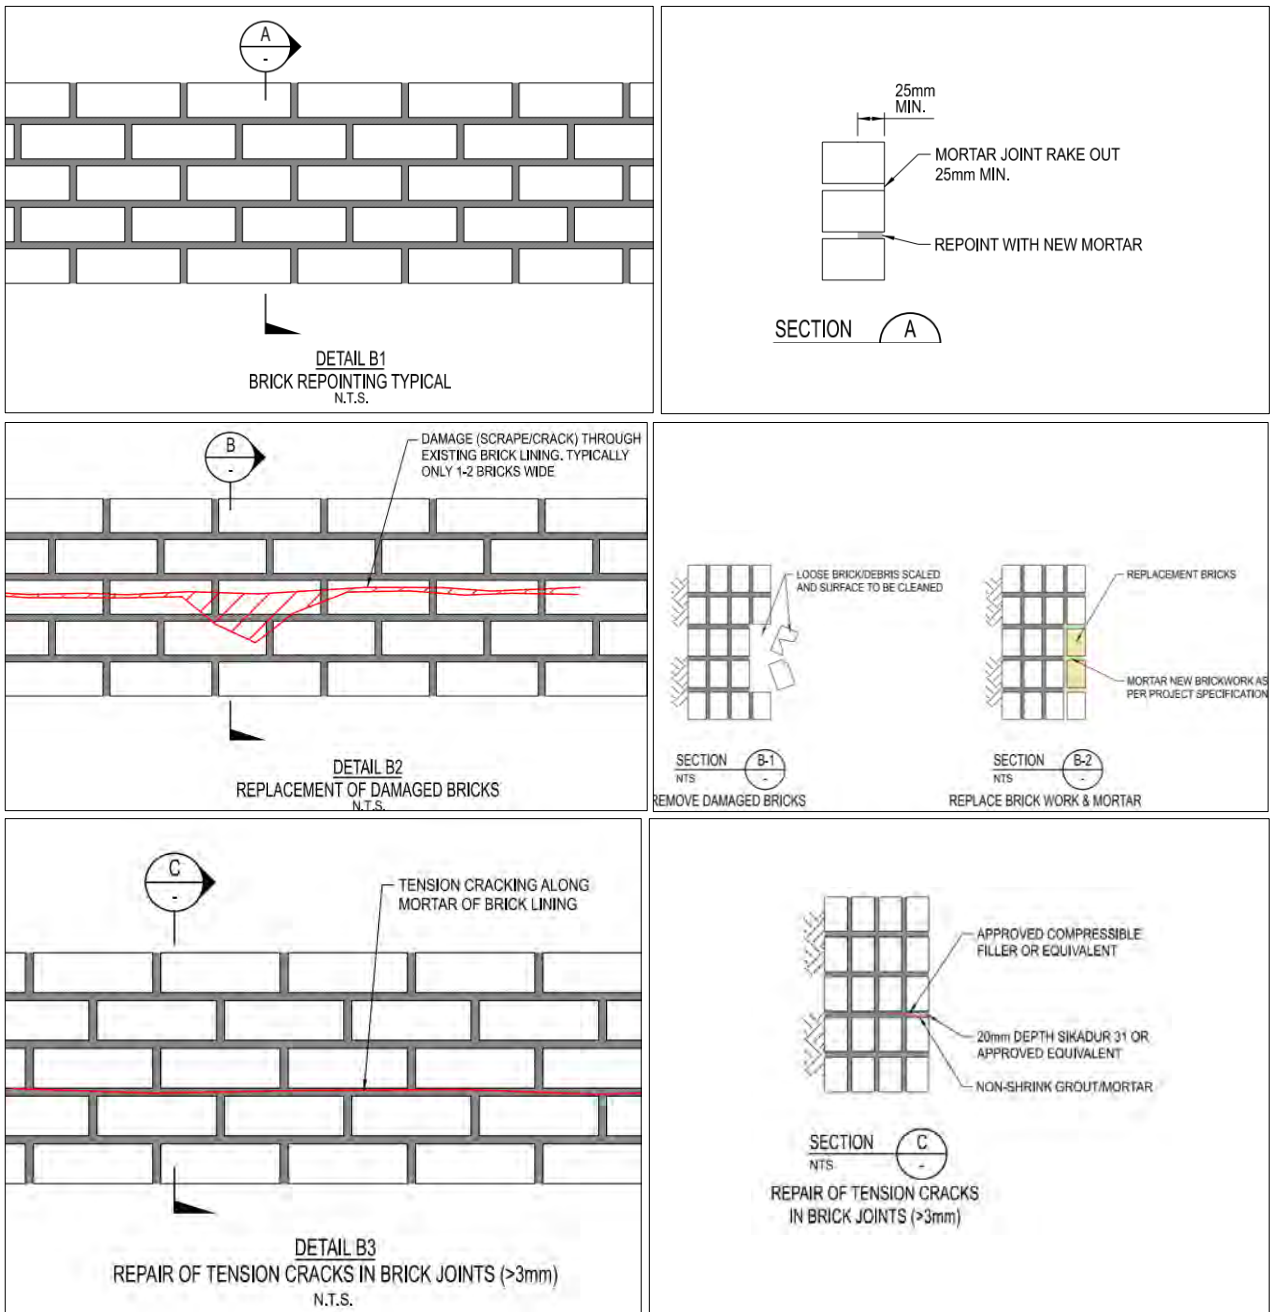 A
-
DETAIL B1
BRICK REPOINTING TYPICAL
N.T.S.
25mm
MIN.
MORTAR JOINT RAKE OUT
25mm MIN.
REPOINT WITH NEW MORTAR
SECTION A
B
-
DAMAGE (SCRAPE/CRACK) THROUGH
EXISTING BRICK LINING. TYPICALLY
ONLY 1-2 BRICKS WIDE
DETAIL B2
REPLACEMENT OF DAMAGED BRICKS
N.T.S.
LOOSE BRICK/DEBRIS SCALED
AND SURFACE TO BE CLEANED
SECTION B-1
NTS -
REMOVE DAMAGED BRICKS
REPLACEMENT BRICKS
MORTAR NEW BRICKWORK AS
PER PROJECT SPECIFICATION
SECTION B-2
NTS -
REPLACE BRICK WORK & MORTAR
C
-
TENSION CRACKING ALONG
MORTAR OF BRICK LINING
DETAIL B3
REPAIR OF TENSION CRACKS IN BRICK JOINTS (>3mm)
N.T.S.
APPROVED COMPRESSIBLE
FILLER OR EQUIVALENT
20mm DEPTH SIKADUR 31 OR
APPROVED EQUIVALENT
NON-SHRINK GROUT/MORTAR
SECTION C
NTS -
REPAIR OF TENSION CRACKS
IN BRICK JOINTS (>3mm)